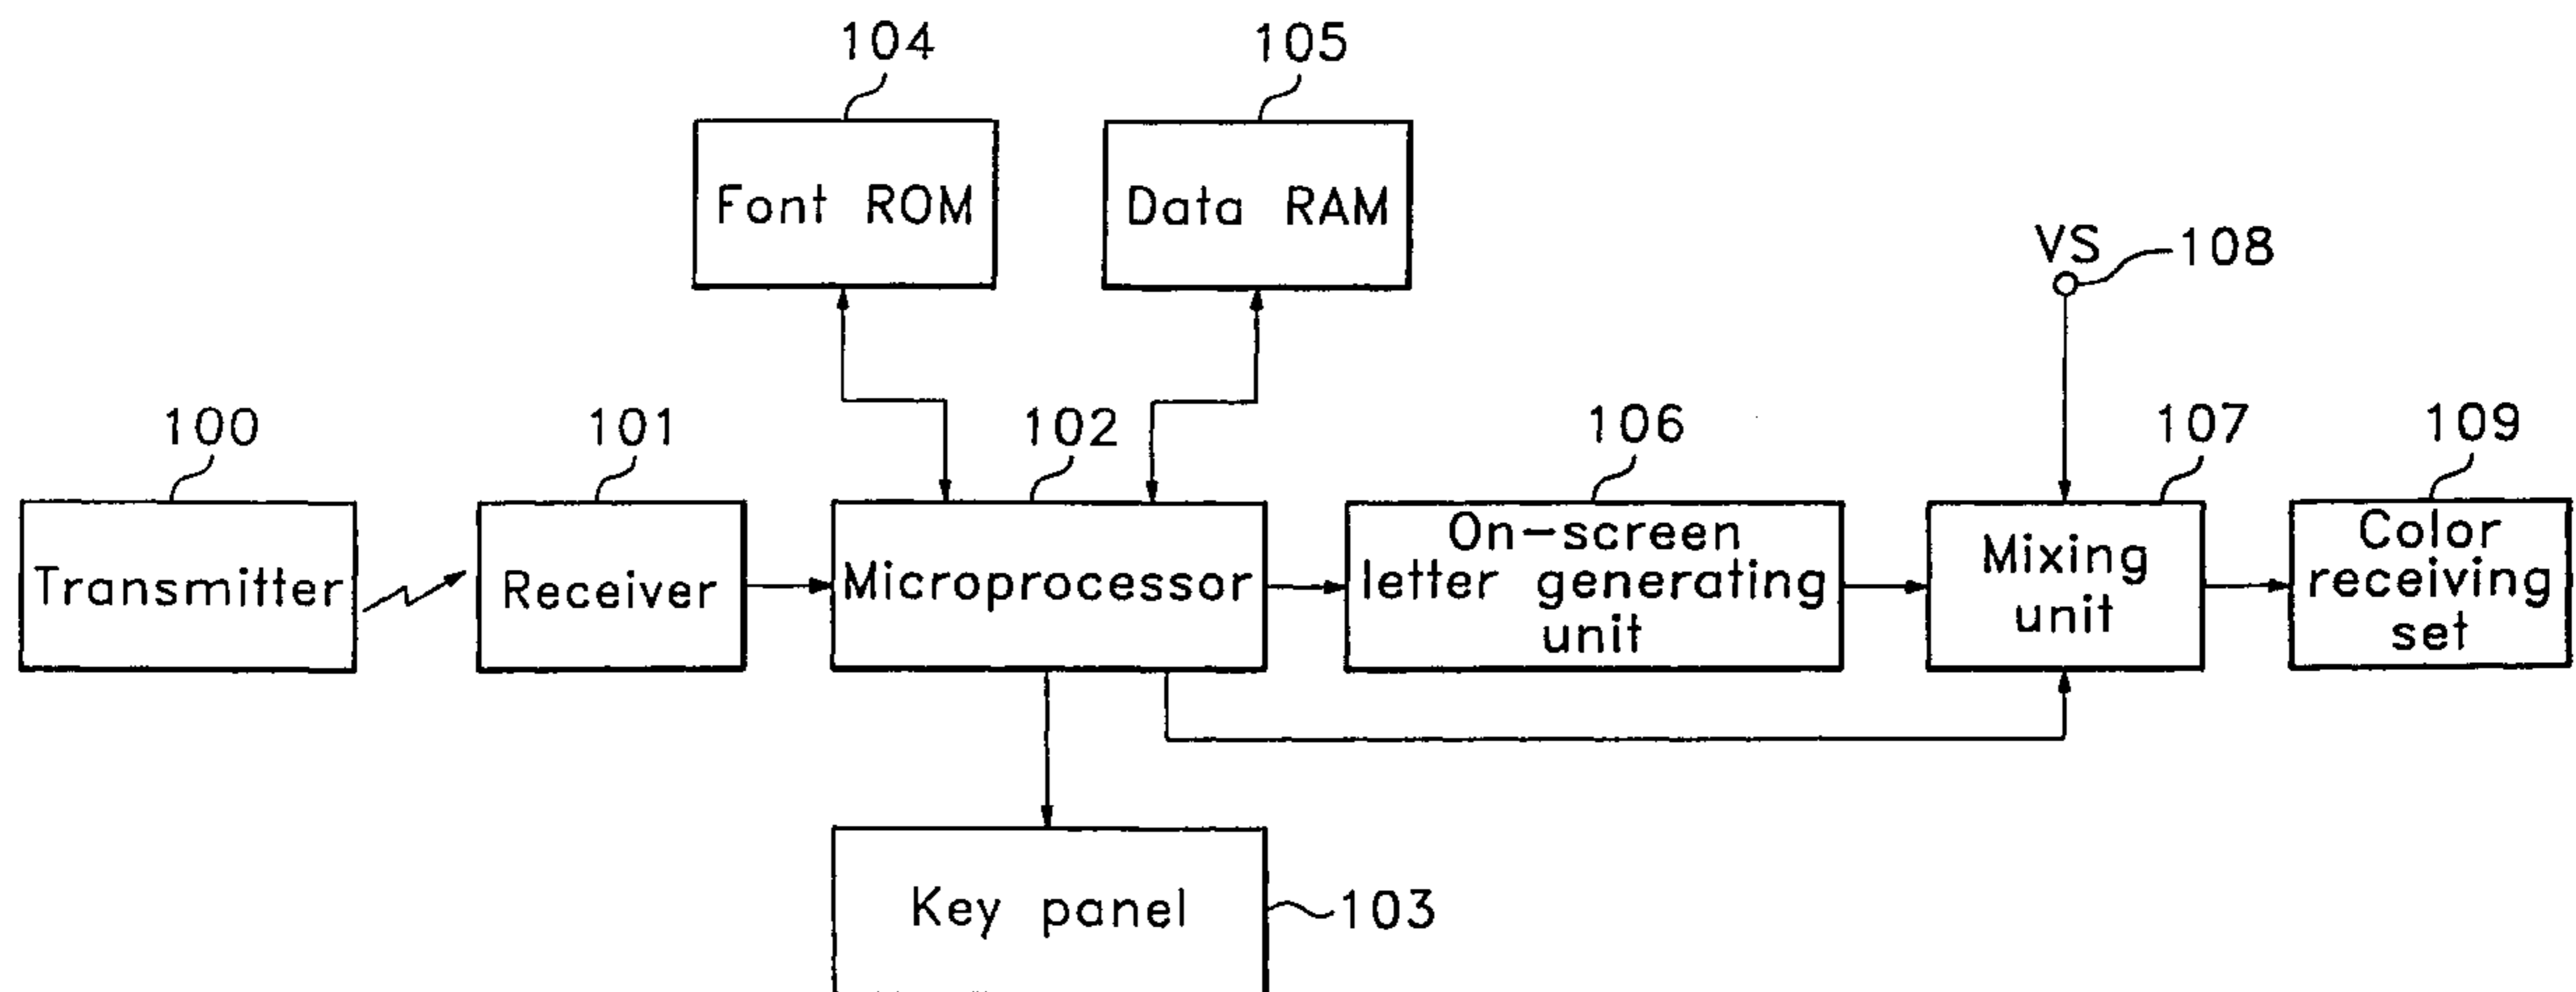 104
105
Font ROM
Data RAM
VS
108
100
101
102
106
107
109
Transmitter
Receiver
Microprocessor
On-screen
letter generating
unit
Mixing
unit
Color
receiving
set
Key panel
103